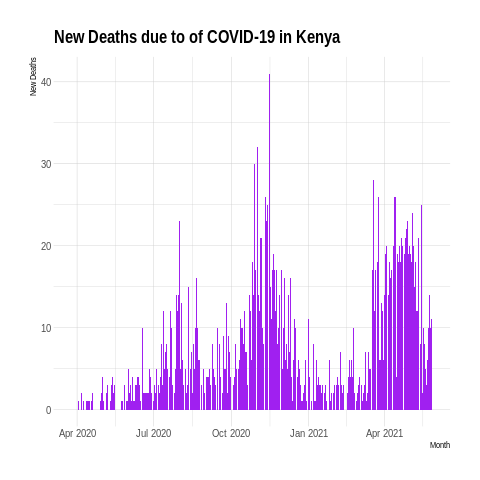 New Deaths due to of COVID-19 in Kenya
New Deaths
40
30
20
10
0
Apr 2020 Jul 2020 Oct 2020 Jan 2021 Apr 2021
Month